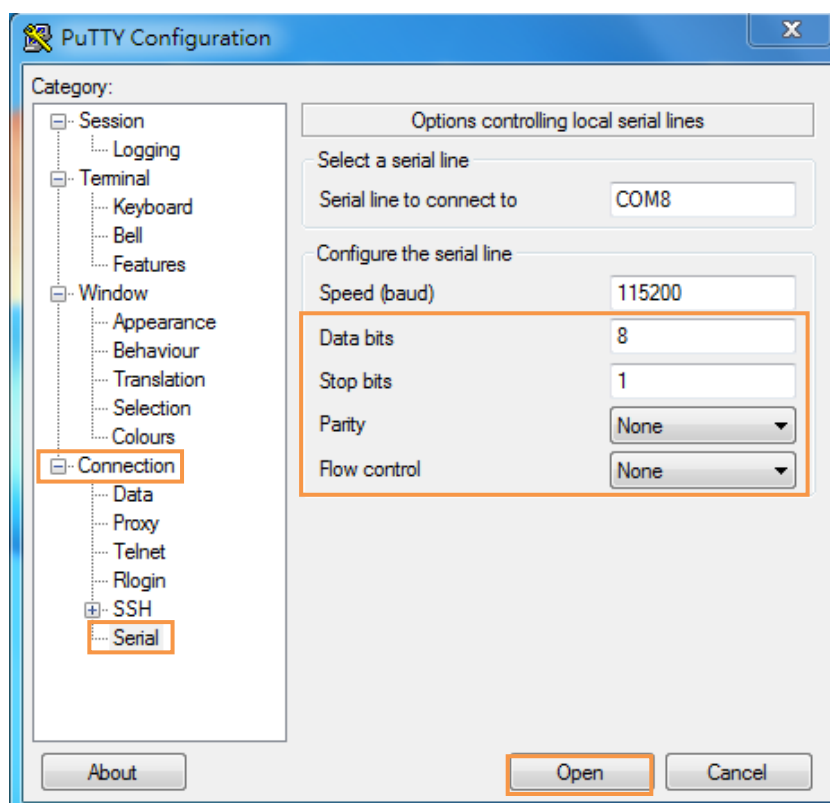 PuTTY Configuration
X
Category:
Session
Logging
Terminal
Keyboard
Bell
Features
Window
Appearance
Behaviour
Translation
Selection
Colours
Connection
Data
Proxy
Telnet
Rlogin
SSH
Serial
Options controlling local serial lines
Select a serial line
Serial line to connect to COM8
Configure the serial line
Speed (baud) 115200
Data bits 8
Stop bits 1
Parity None
Flow control None
About Open Cancel